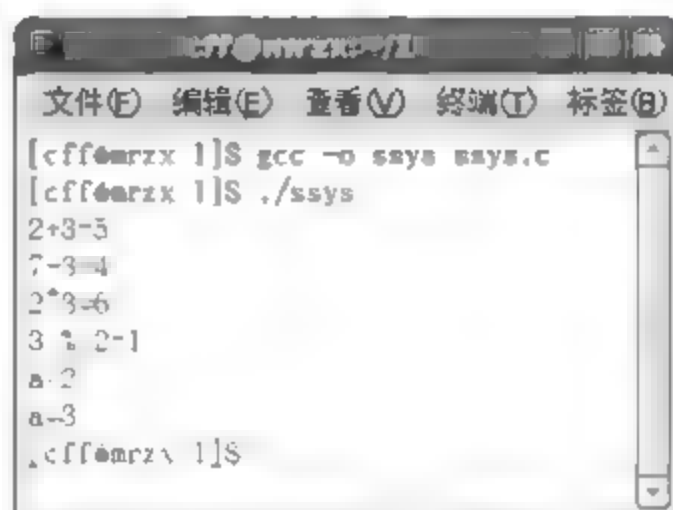 文件(F) 编辑(E) 查看(V) 终端(T) 标签(B)
[cff@mrzx 1]$ gcc -o ssys ssys.c
[cff@mrzx 1]$ ./ssys
2+3=5
7-3=4
2*3=6
3 % 2=1
a=2
a=3
[cff@mrzx 1]$